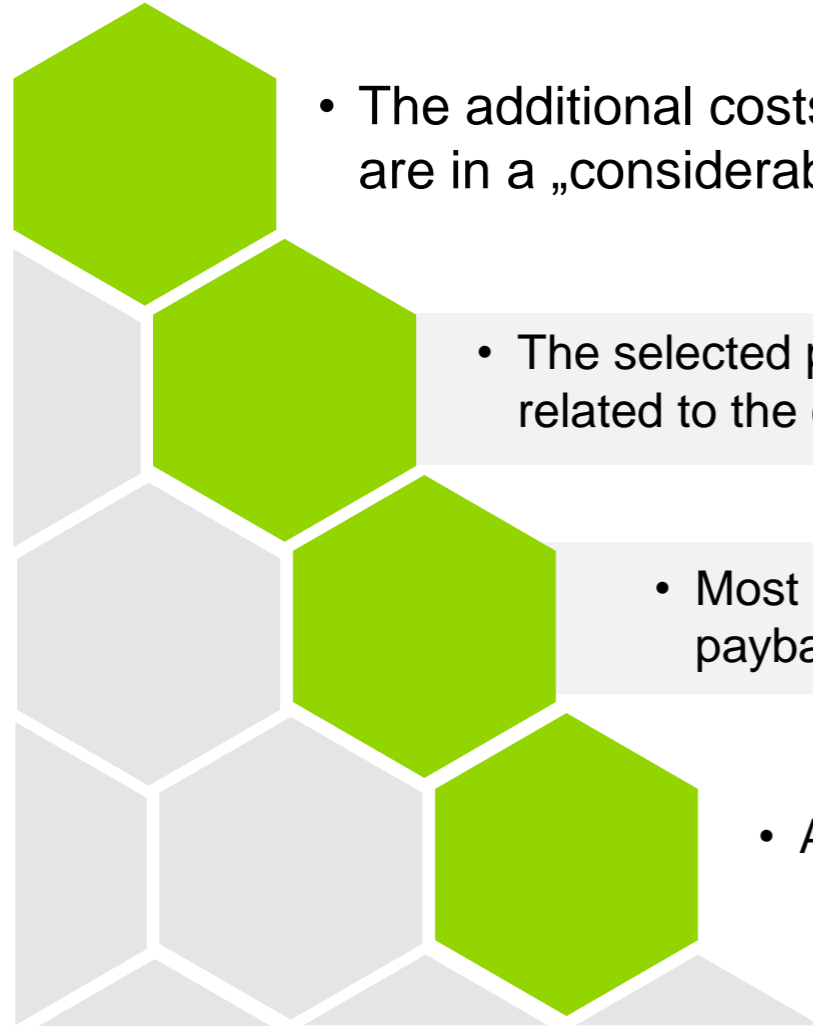 • The additional costs
are in a „considerab
• The selected p
related to the
• Most
payba
• A